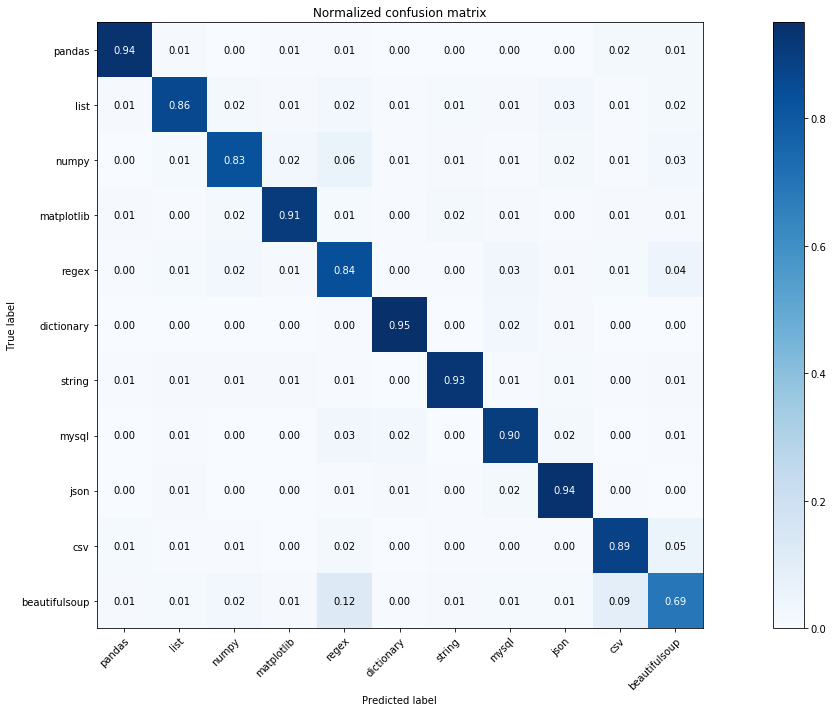 Normalized confusion matrix
pandas 0.94 0.01 0.00 0.01 0.01 0.00 0.00 0.00 0.00 0.02 0.01
list 0.01 0.86 0.02 0.01 0.02 0.01 0.01 0.01 0.03 0.01 0.02
numpy 0.00 0.01 0.83 0.02 0.06 0.01 0.01 0.01 0.02 0.01 0.03
matplotlib 0.01 0.00 0.02 0.91 0.01 0.00 0.02 0.01 0.00 0.01 0.01
regex 0.00 0.01 0.02 0.01 0.84 0.00 0.00 0.03 0.01 0.01 0.04
dictionary 0.00 0.00 0.00 0.00 0.00 0.95 0.00 0.02 0.01 0.00 0.00
string 0.01 0.01 0.01 0.01 0.01 0.00 0.93 0.01 0.01 0.00 0.01
mysql 0.00 0.01 0.00 0.00 0.03 0.02 0.00 0.90 0.02 0.00 0.01
json 0.00 0.01 0.00 0.00 0.01 0.01 0.00 0.02 0.94 0.00 0.00
csv 0.01 0.01 0.01 0.00 0.02 0.00 0.00 0.00 0.00 0.89 0.05
beautifulsoup 0.01 0.01 0.02 0.01 0.12 0.00 0.01 0.01 0.01 0.09 0.69
True label
pandas list numpy matplotlib regex dictionary string mysql json csv beautifulsoup
Predicted label
0.8
0.6
0.4
0.2
0.0